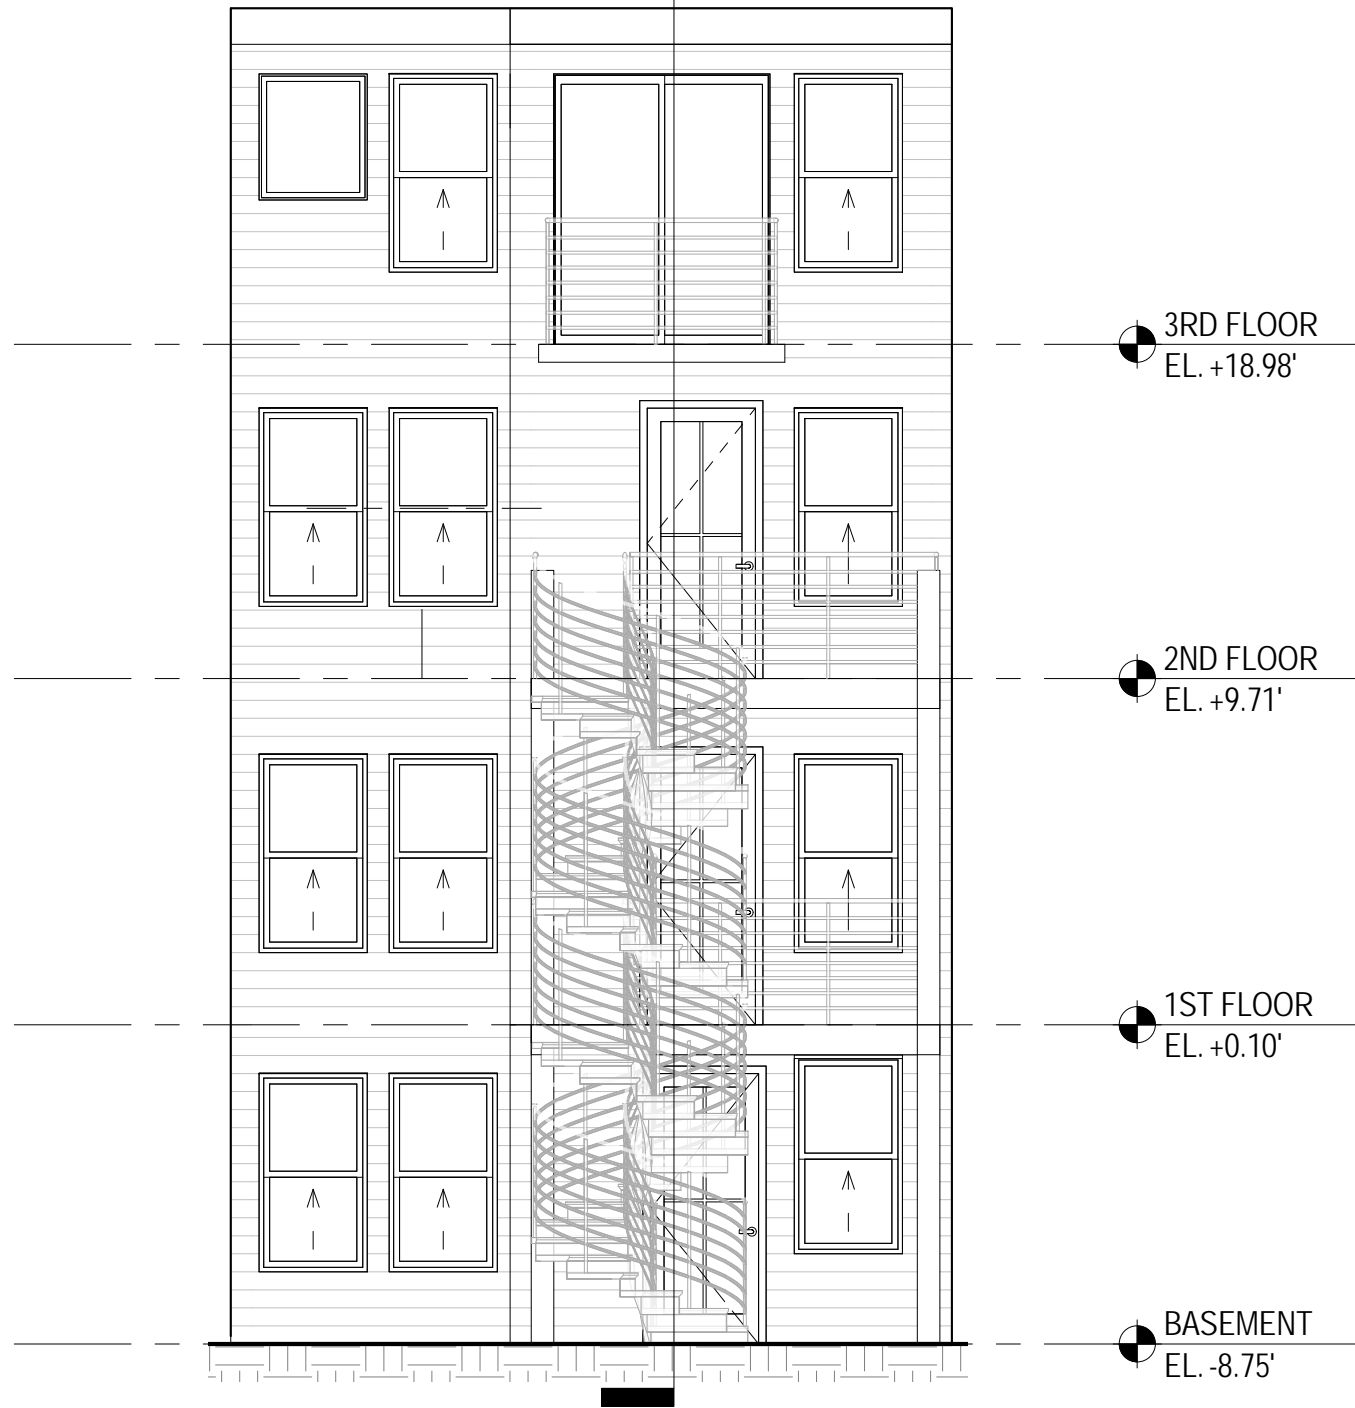 3RD FLOOR
EL. +18.98'
2ND FLOOR
EL. +9.71'
1ST FLOOR
EL. +0.10'
BASEMENT
EL. -8.75'